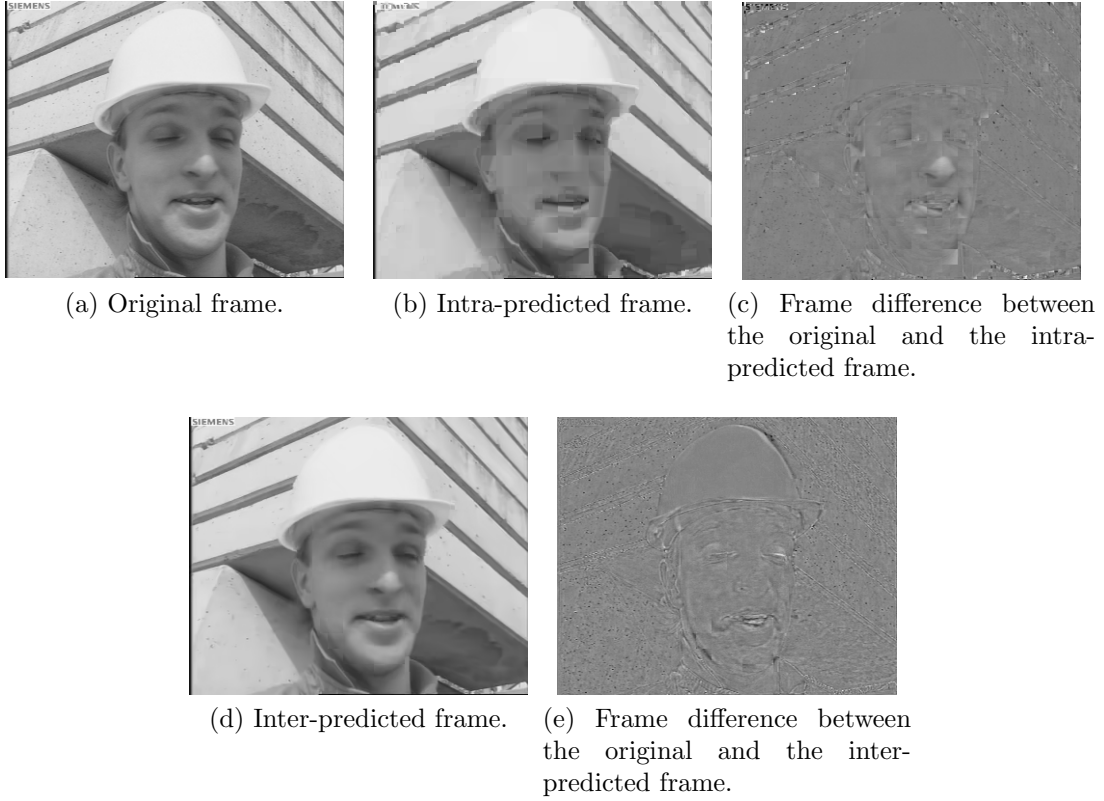 SIEMENS
(a) Original frame.
(b) Intra-predicted frame.
(c) Frame difference between
the original and the intra-
predicted frame.
SIEMENS
(d) Inter-predicted frame.
(e) Frame difference between
the original and the inter-
predicted frame.